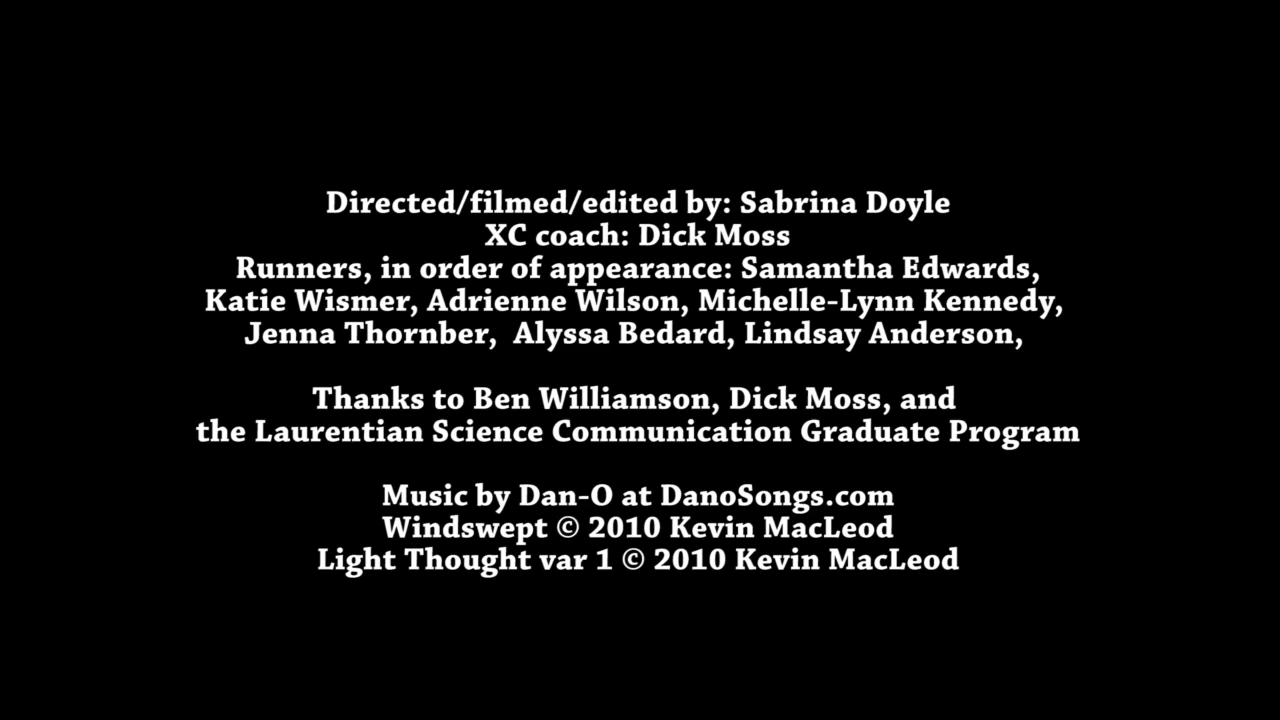 Directed/filmed/edited by: Sabrina Doyle
XC coach: Dick Moss
Runners, in order of appearance: Samantha Edwards,
Katie Wismer, Adrienne Wilson, Michelle-Lynn Kennedy,
Jenna Thornber,  Alyssa Bedard, Lindsay Anderson,
Thanks to Ben Williamson, Dick Moss, and
the Laurentian Science Communication Graduate Program
Music by Dan-O at DanoSongs.com
Windswept © 2010 Kevin MacLeod
Light Thought var 1 © 2010 Kevin MacLeod